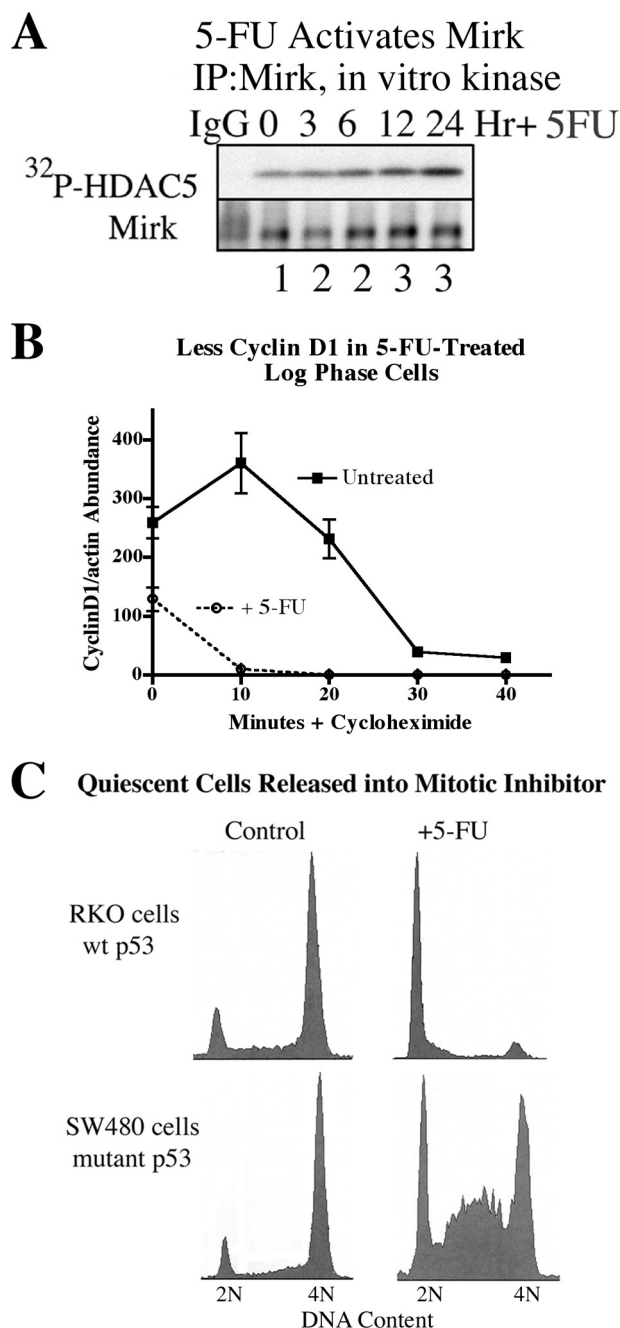 A
5-FU Activates Mirk
IP:Mirk, in vitro kinase
IgG 0 3 6 12 24 Hr+ 5FU
32P-HDAC5
Mirk
1 2 2 3 3
B
Less Cyclin D1 in 5-FU-Treated
Log Phase Cells
CyclinD1/actin Abundance
400
300
200
100
0
Untreated
+ 5-FU
0 10 20 30 40
Minutes + Cycloheximide
C
Quiescent Cells Released into Mitotic Inhibitor
Control +5-FU
RKO cells
wt p53
SW480 cells
mutant p53
2N 4N 2N 4N
DNA Content